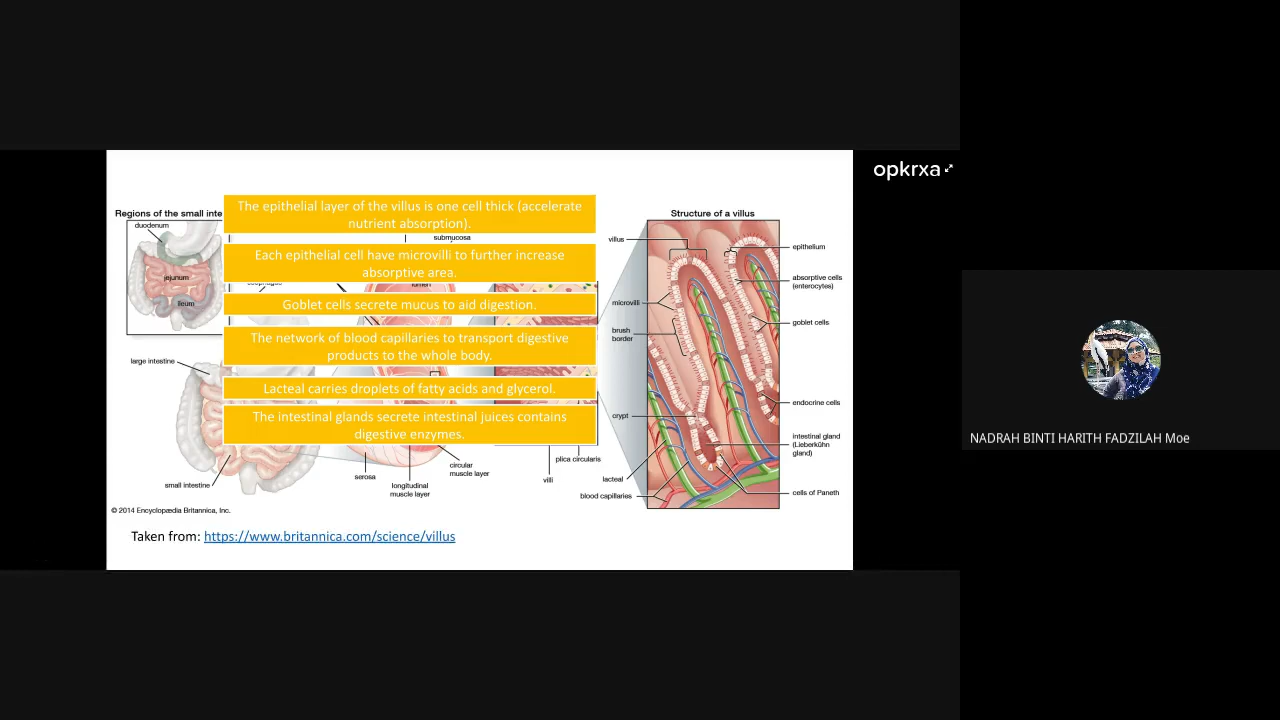 opkrxa
Regions of the small inte
duodenum
jejunum
ileum
large intestine
small intestine
The epithelial layer of the villus is one cell thick (accelerate
nutrient absorption).
submucosa
Each epithelial cell have microvilli to further increase
absorptive area.
lumen
Goblet cells secrete mucus to aid digestion.
The network of blood capillaries to transport digestive
products to the whole body.
Lacteal carries droplets of fatty acids and glycerol.
The intestinal glands secrete intestinal juices contains
digestive enzymes.
serosa
longitudinal
muscle layer
circular
muscle layer
villi
plica circularis
Structure of a villus
villus
microvilli
brush
border
crypt
lacteal
blood capillaries
epithelium
absorptive cells
(enterocytes)
goblet cells
endocrine cells
intestinal gland
(Lieberkühn
gland)
cells of Paneth
© 2014 Encyclopædia Britannica, Inc.
Taken from: https://www.britannica.com/science/villus
NADRAH BINTI HARITH FADZILAH Moe